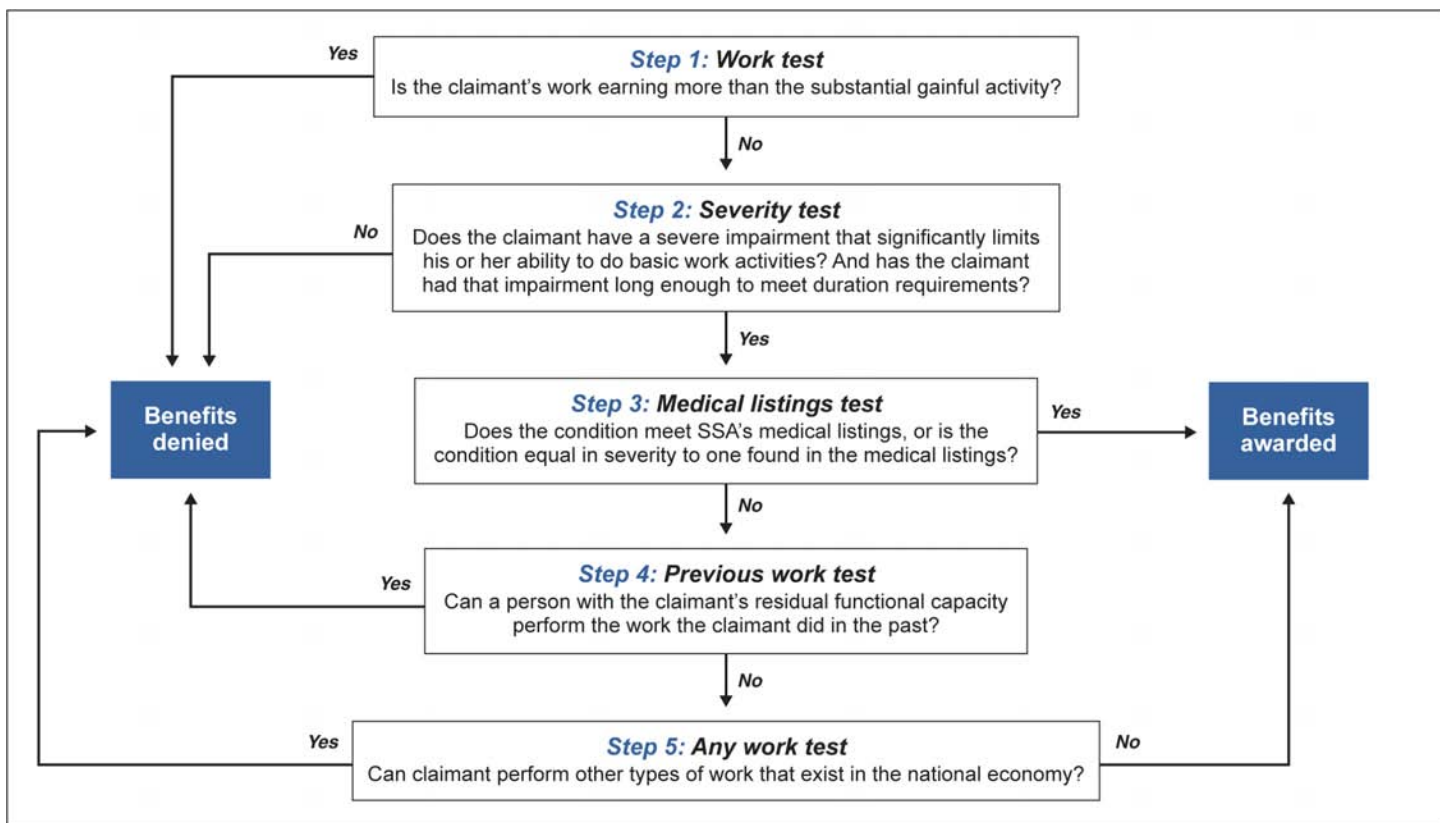 Yes
Step 1: Work test
Is the claimant's work earning more than the substantial gainful activity?
No
Step 2: Severity test
No
Does the claimant have a severe impairment that significantly limits
his or her ability to do basic work activities? And has the claimant
had that impairment long enough to meet duration requirements?
Yes
Benefits
denied
Step 3: Medical listings test
Does the condition meet SSA's medical listings, or is the
condition equal in severity to one found in the medical listings?
Yes
Benefits
awarded
No
Step 4: Previous work test
Yes
Can a person with the claimant's residual functional capacity
perform the work the claimant did in the past?
No
Yes
Step 5: Any work test
Can claimant perform other types of work that exist in the national economy?
No